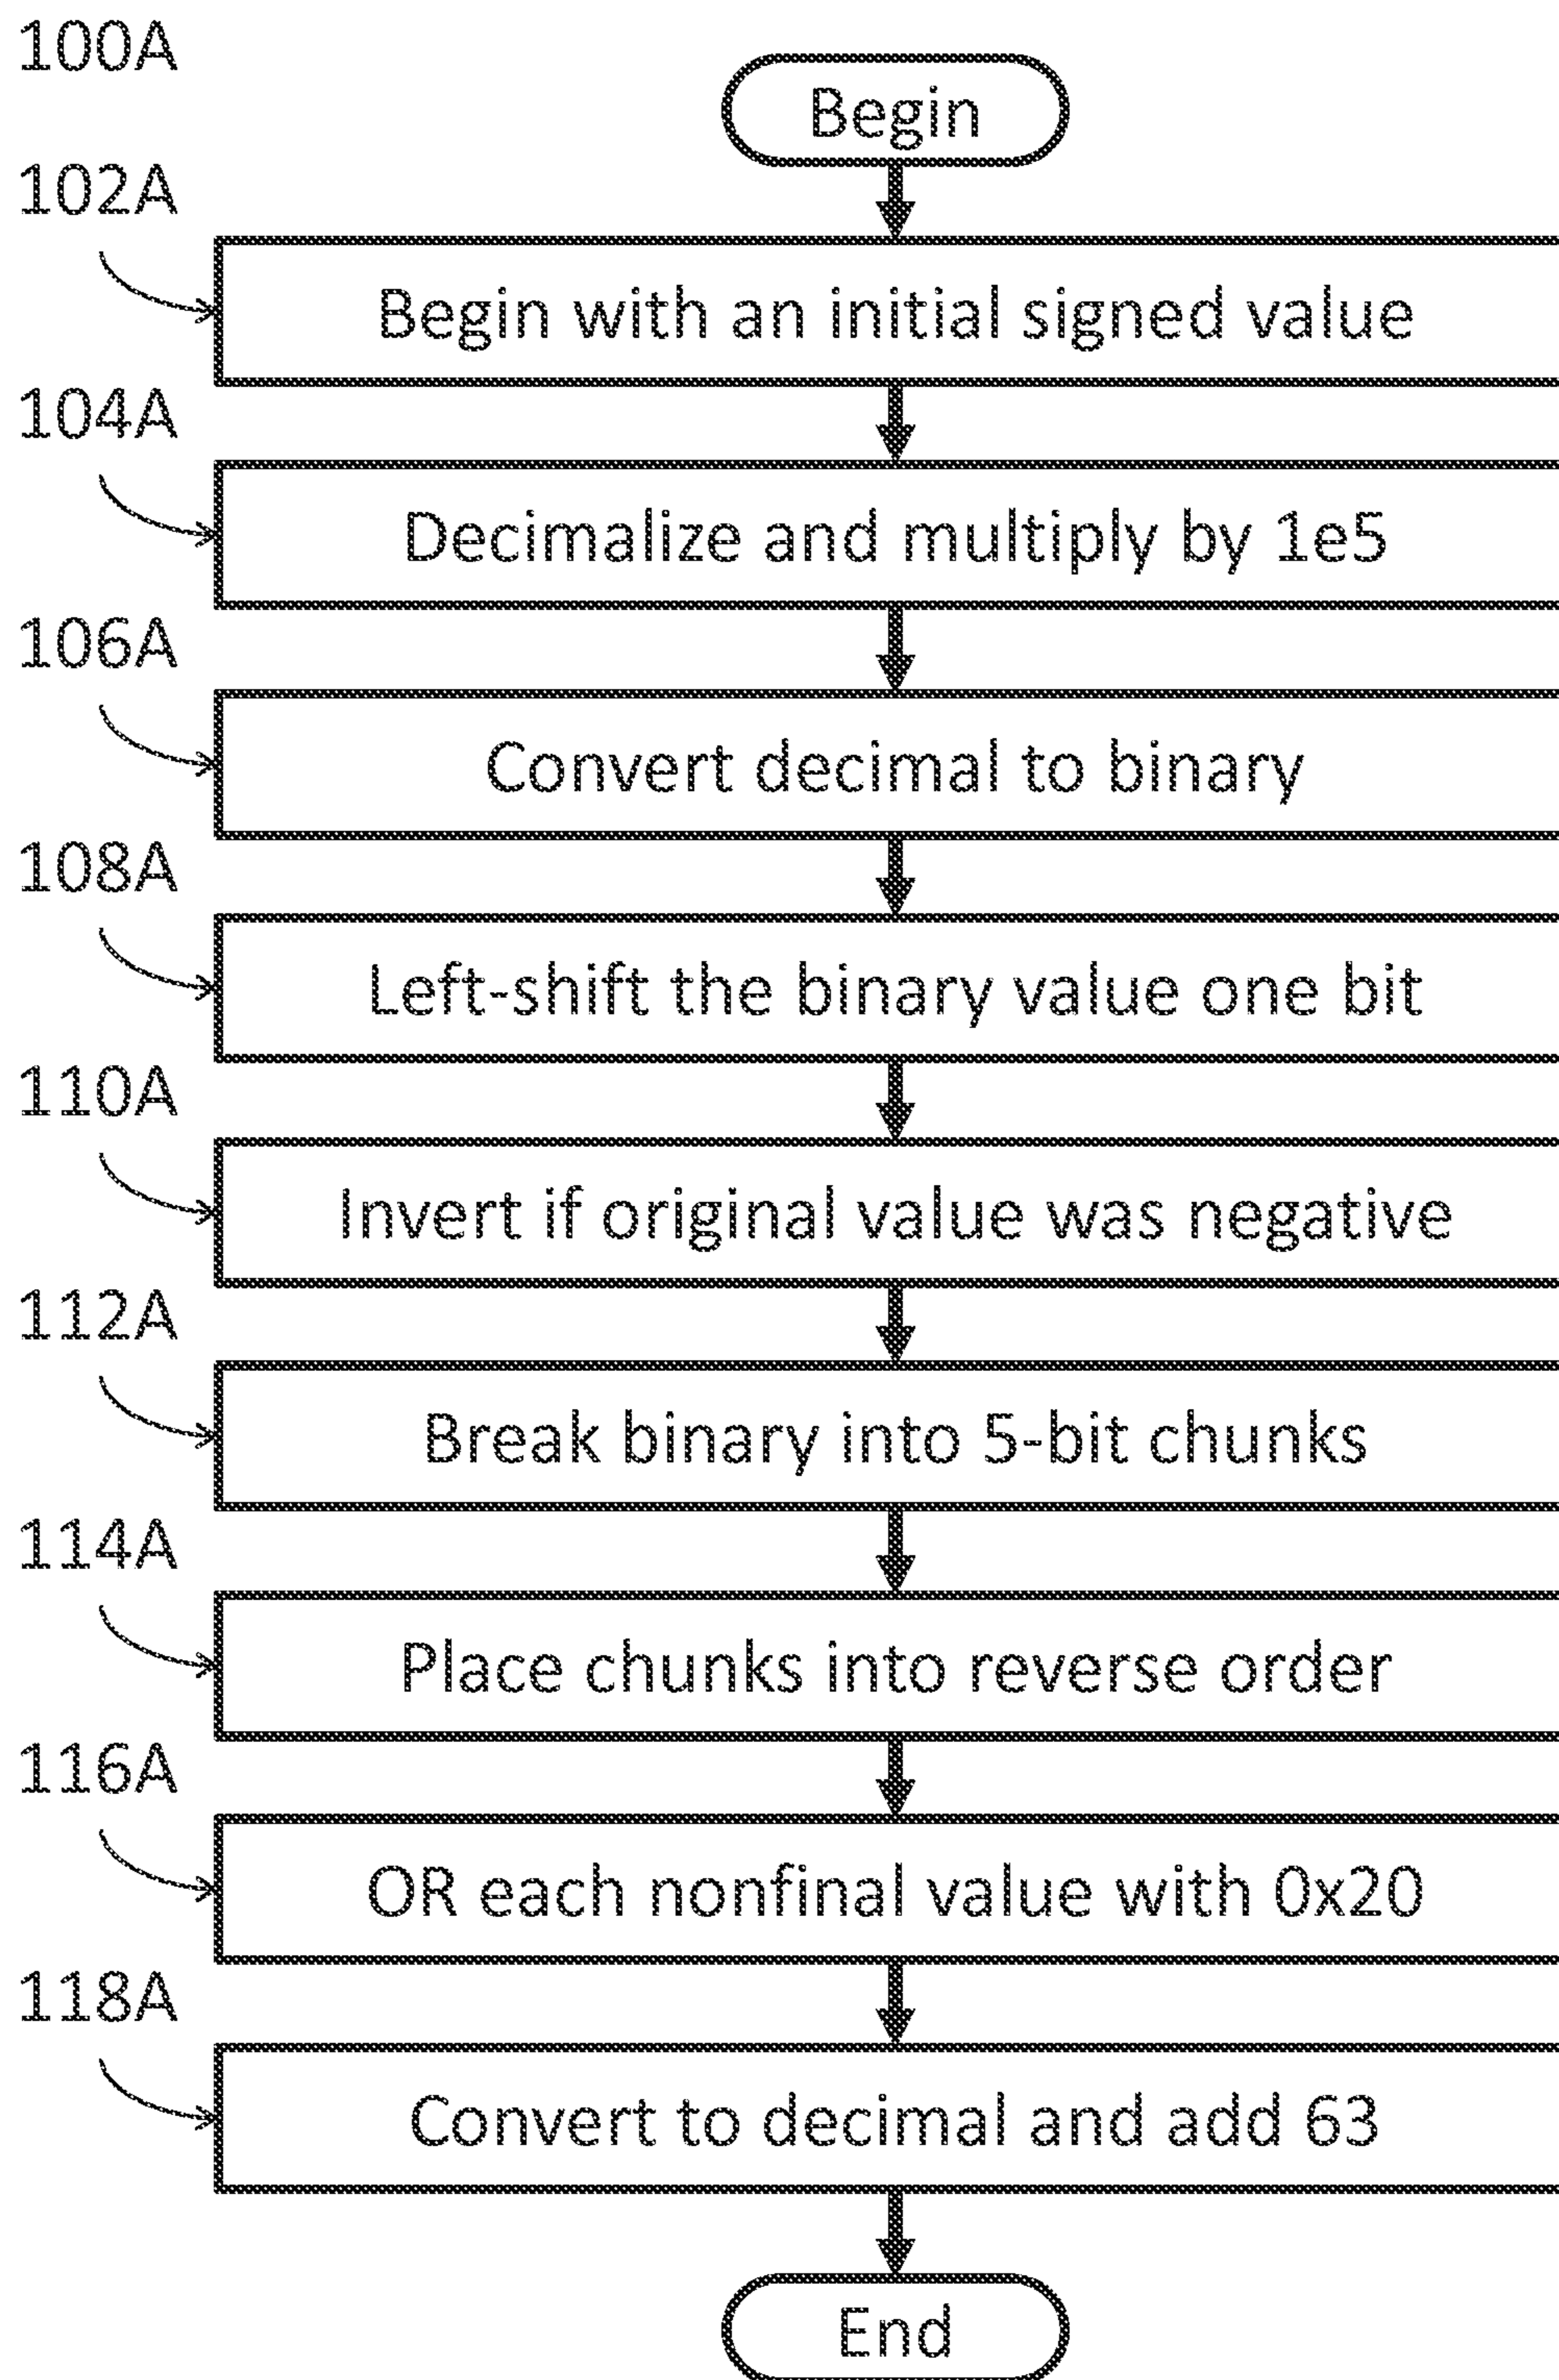 100A
Begin
102A
Begin with an initial signed value
104A
Decimalize and multiply by 1e5
106A
Convert decimal to binary
108A
Left-shift the binary value one bit
110A
Invert if original value was negative
112A
Break binary into 5-bit chunks
114A
Place chunks into reverse order
116A
OR each nonfinal value with 0x20
118A
Convert to decimal and add 63
End